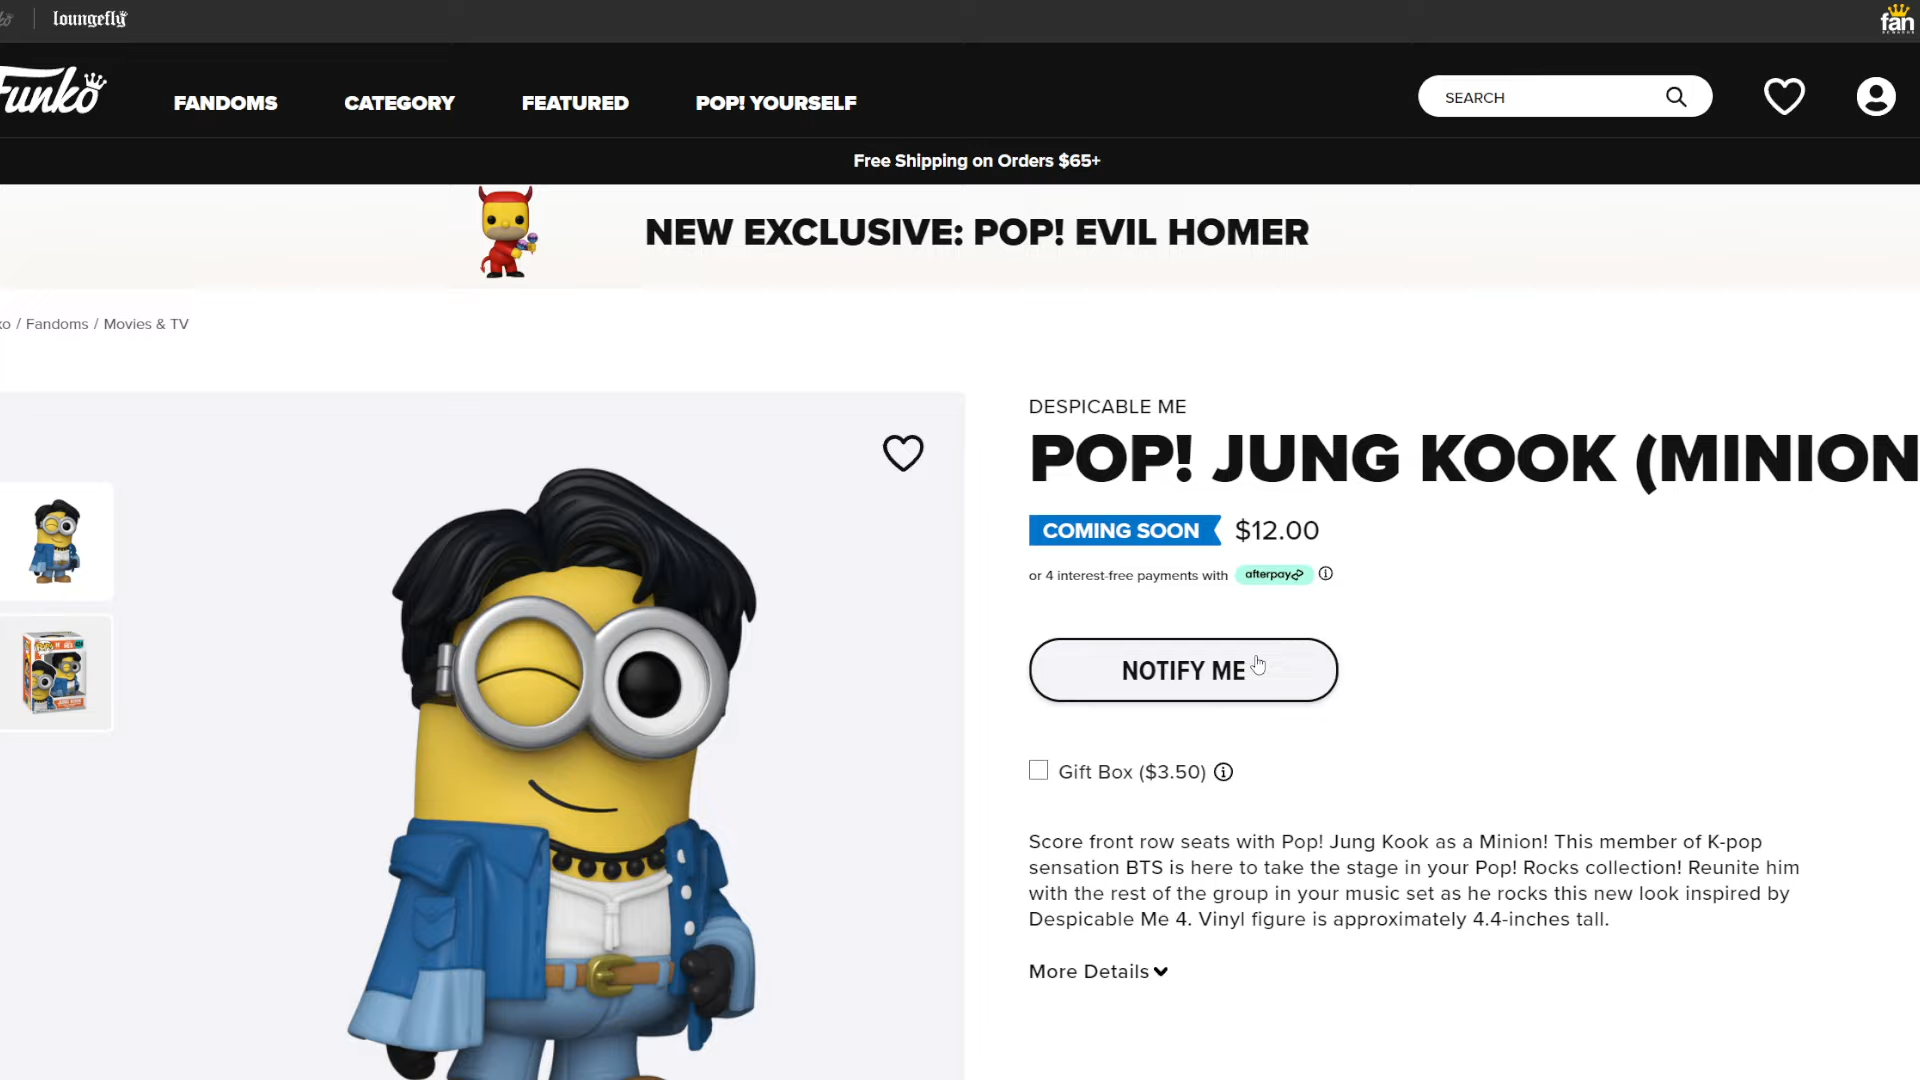 loungefly
fan
Funko
FANDOMS
CATEGORY
FEATURED
POP! YOURSELF
SEARCH
Free Shipping on Orders $65+
NEW EXCLUSIVE: POP! EVIL HOMER
ko / Fandoms / Movies & TV
DESPICABLE ME
POP! JUNG KOOK (MINION
COMING SOON
$12.00
or 4 interest-free payments with afterpay
NOTIFY ME
Gift Box ($3.50)
Score front row seats with Pop! Jung Kook as a Minion! This member of K-pop
sensation BTS is here to take the stage in your Pop! Rocks collection! Reunite him
with the rest of the group in your music set as he rocks this new look inspired by
Despicable Me 4. Vinyl figure is approximately 4.4-inches tall.
More Details